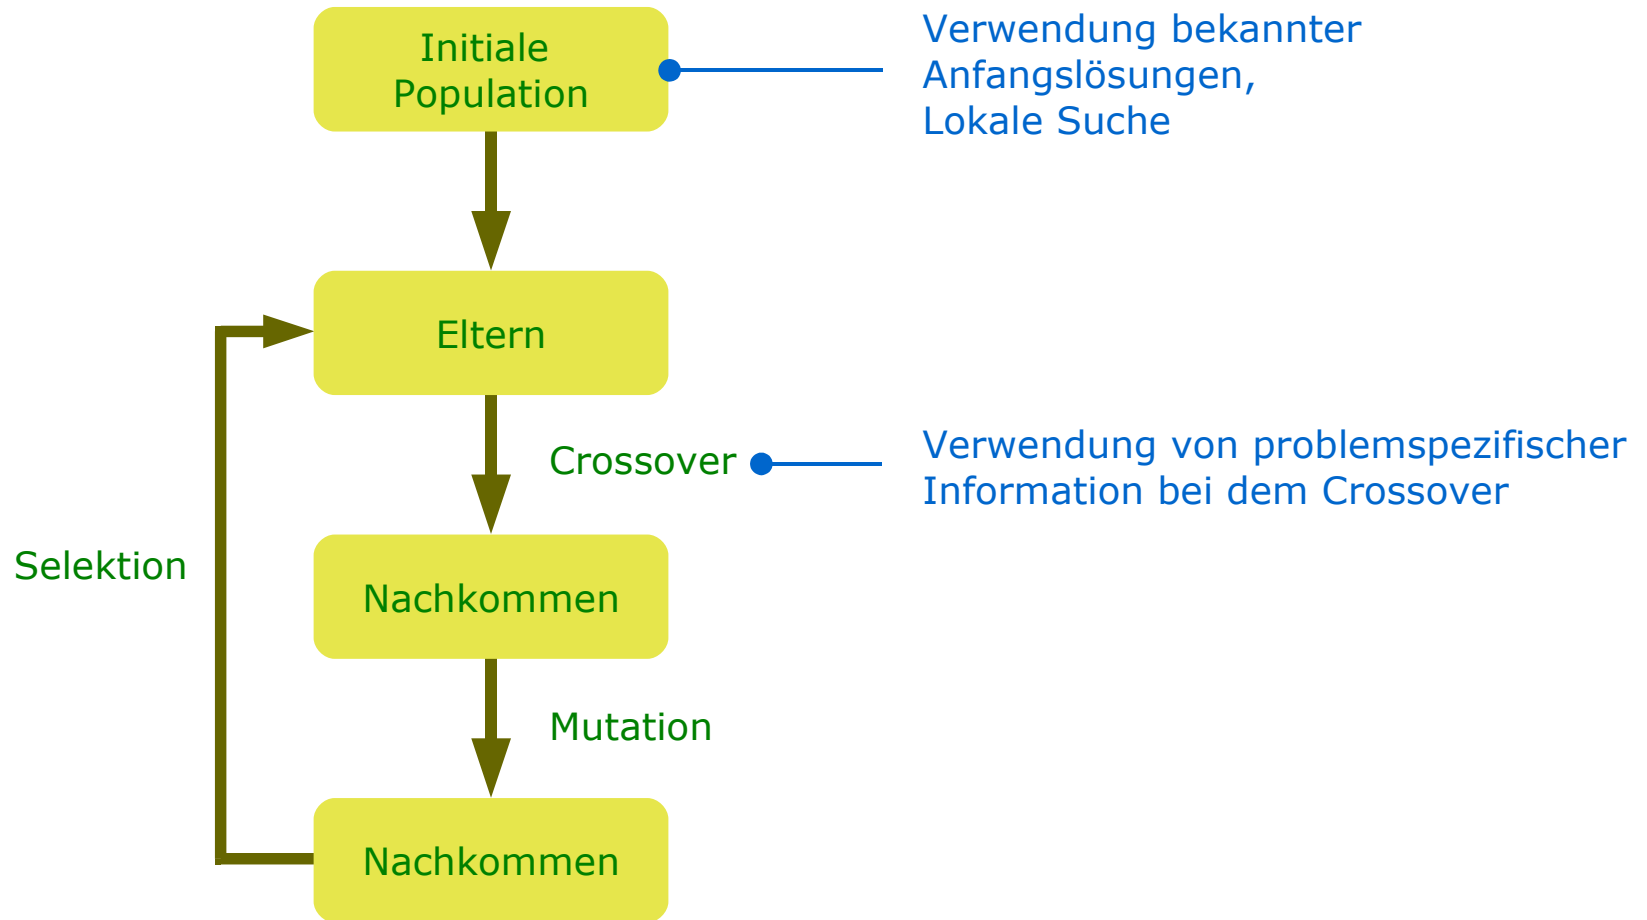 Initiale
Population
Verwendung bekannter
Anfangslösungen,
Lokale Suche
Eltern
Crossover
Verwendung von problemspezifischer
Information bei dem Crossover
Selektion
Nachkommen
Mutation
Nachkommen